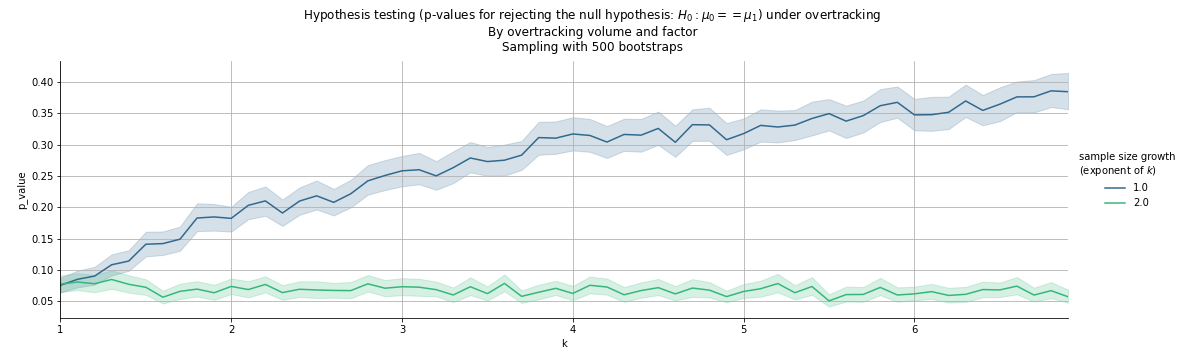 Hypothesis testing (p-values for rejecting the null hypothesis: $H_0: \mu_0 == \mu_1$) under overtracking
By overtracking volume and factor
Sampling with 500 bootstraps
0.40
0.35
0.30
0.25
0.20
0.15
0.10
0.05
p_value
1
2
3
4
5
6
k
sample size growth
(exponent of k)
1.0
2.0